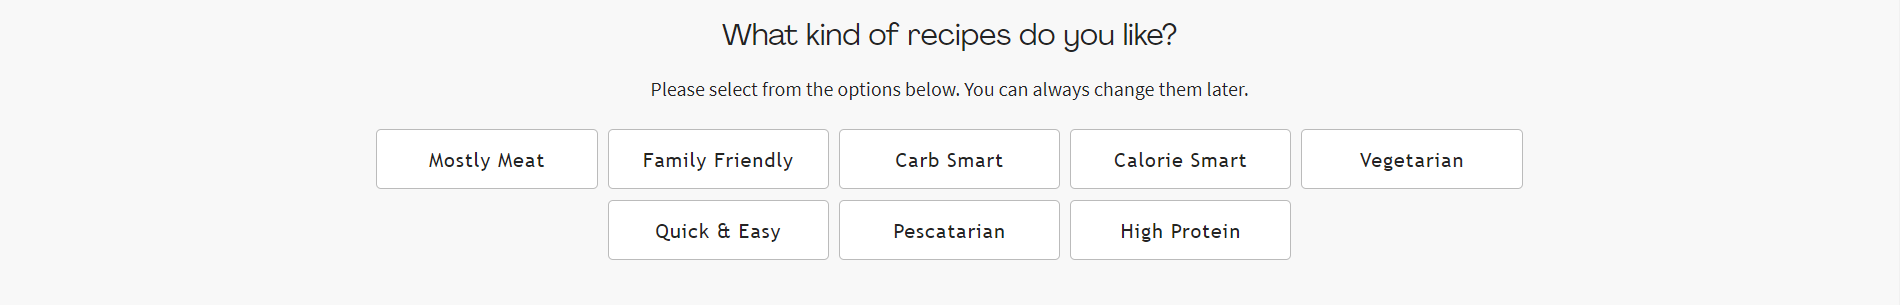 What kind of recipes do you like?
Please select from the options below. You can always change them later.
Mostly Meat
Family Friendly
Carb Smart
Calorie Smart
Vegetarian
Quick & Easy
Pescatarian
High Protein